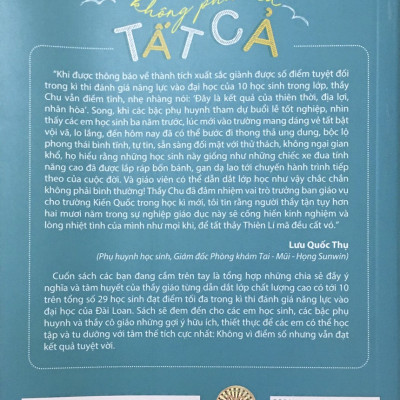 không phải là
TẤT CẢ
"Khi được thông báo về thành tích xuất sắc giành được số điểm tuyệt đối
trong kì thi đánh giá năng lực vào đại học của 10 học sinh trong lớp, thầy
Chu vẫn điềm tĩnh, nhẹ nhàng nói: 'Đây là kết quả của thiên thời, địa lợi,
nhân hòa'. Song, khi các bậc phụ huynh tham dự buổi lễ tốt nghiệp, nhìn
thấy các em học sinh ba năm trước, lúc mới vào trường mang dáng vẻ tất bật
vội vã, lo lắng, đến hôm nay đã có thể bước đi thong thả ung dung, bộc lộ
phong thái bình tĩnh, tự tin, sẵn sàng đối mặt với thử thách, không ngại gian
khổ, họ hiểu rằng những học sinh này giống như những chiếc xe đua tính
năng cao đã được lắp ráp bốn bánh, gan dạ lao tới chuyến hành trình tiếp
theo của cuộc đời. Và giáo viên có thể dẫn dắt lớp học như vậy chắc chắn
không phải bình thường! Thầy Chu đã đảm nhiệm vai trò trưởng ban giáo vụ
cho trường Kiến Quốc trong học kì mới, tôi tin rằng người thầy tận tụy hơn
hai mươi năm trong sự nghiệp giáo dục này sẽ cống hiến kinh nghiệm và
lòng nhiệt tình của mình như mọi khi, để tất thảy Thiên Lí mã đều cất vó."
Lưu Quốc Thụ
(Phụ huynh học sinh, Giám đốc Phòng khám Tai - Mũi - Họng Sunwin)
Cuốn sách các bạn đang cầm trên tay là tổng hợp những chia sẻ đầy ý
nghĩa và tâm huyết của thầy giáo từng dẫn dắt lớp chất lượng cao có tới 10
trên tổng số 29 học sinh đạt điểm tối đa trong kì thi đánh giá năng lực vào
đại học của Đài Loan. Sách sẽ đem đến cho các em học sinh, các bậc phụ
huynh và thầy cô giáo những gợi ý hữu ích, thiết thực để các em có thể học
tập và tu dưỡng với tâm thế tích cực nhất: Không vì điểm số nhưng vẫn đạt
kết quả tuyệt vời.